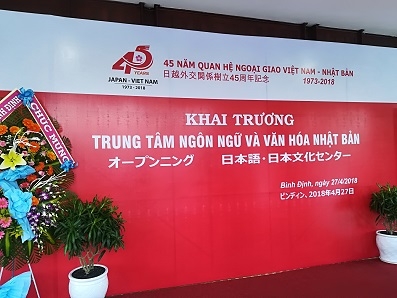 45
YEARS
JAPAN - VIET NAM
1973 - 2018
45 NĂM QUAN HỆ NGOẠI GIAO VIỆT NAM - NHẬT BẢN
日越外交関係樹立45周年記念 1973-2018
KHAI TRƯƠNG
TRUNG TÂM NGÔN NGỮ VÀ VĂN HÓA NHẬT BẢN
オープンニング 日本語・日本文化センター
Bình Định, ngày 27/4/2018
ビンディン、2018年4月27日
CHÚC MỪNG